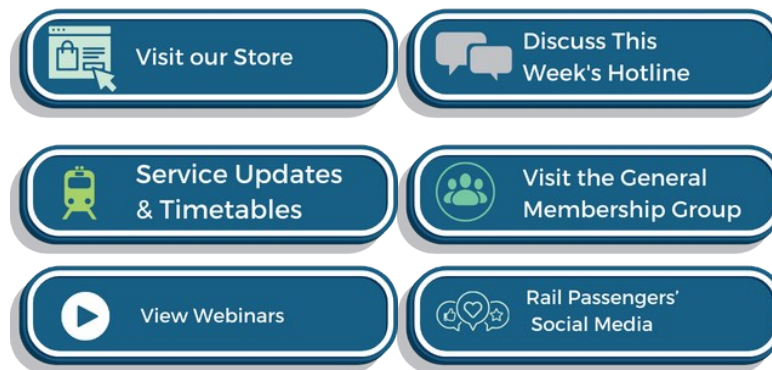 Visit our Store
Discuss This
Week's Hotline
Service Updates
& Timetables
Visit the General
Membership Group
View Webinars
Rail Passengers’
Social Media